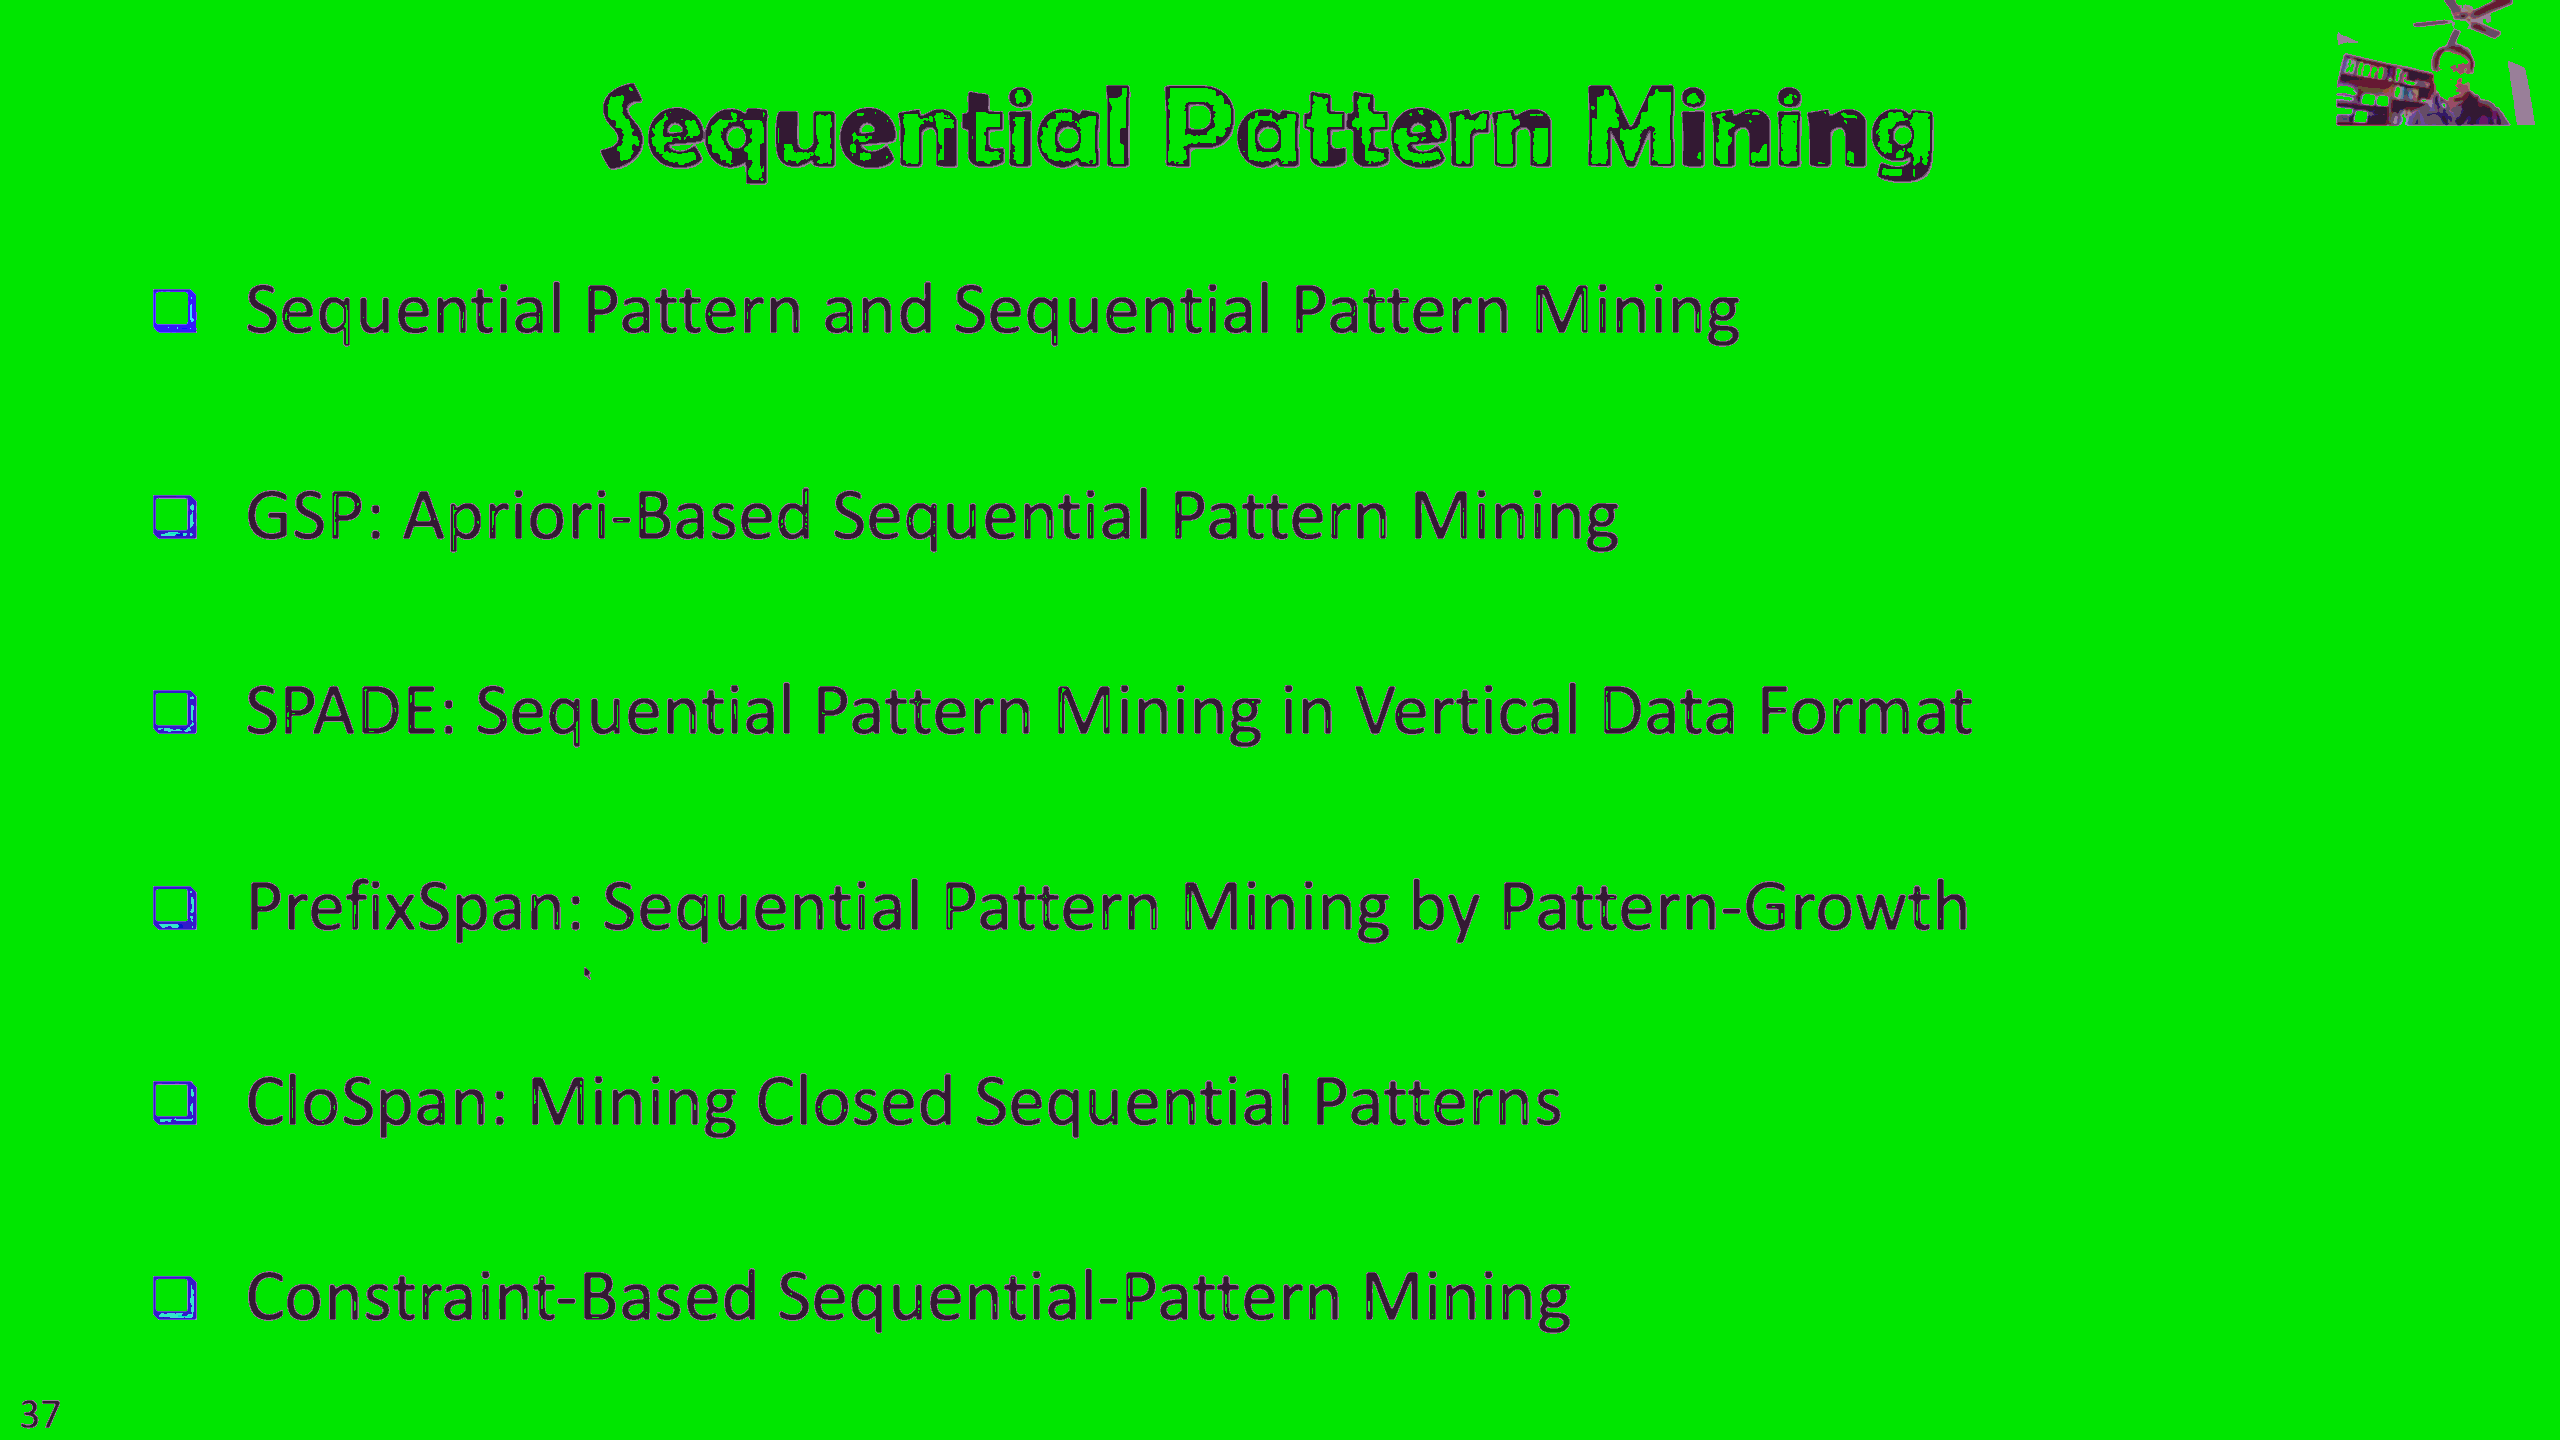 Sequential Pattern Mining
Sequential Pattern and Sequential Pattern Mining
GSP: Apriori-Based Sequential Pattern Mining
SPADE: Sequential Pattern Mining in Vertical Data Format
PrefixSpan: Sequential Pattern Mining by Pattern-Growth
CloSpan: Mining Closed Sequential Patterns
Constraint-Based Sequential-Pattern Mining
37